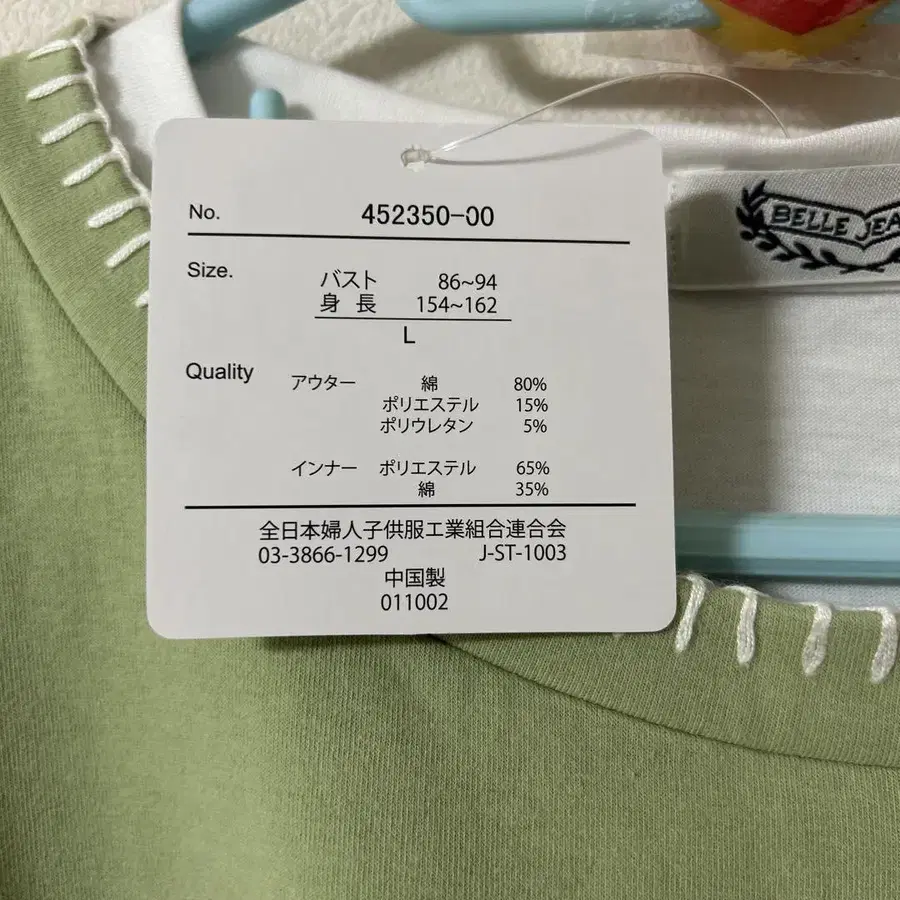 No. 452350-00
Size. バスト 86~94
身長 154~162
L
Quality アウター 綿 80%
ポリエステル 15%
ポリウレタン 5%
インナー ポリエステル 65%
綿 35%
全日本婦人子供服工業組合連合会
03-3866-1299 J-ST-1003
中国製
011002
BELLE JEA